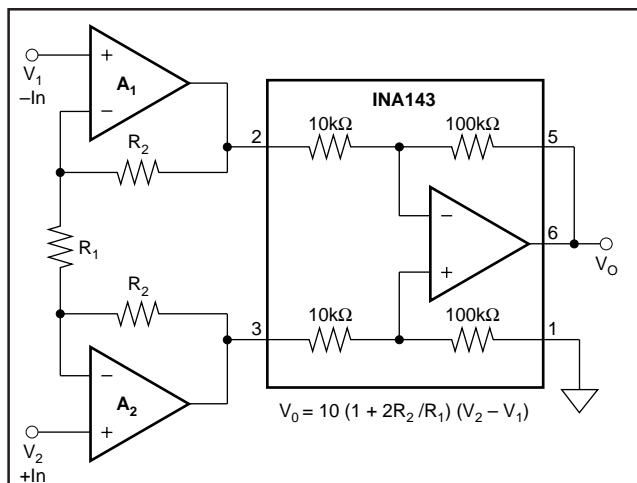 V1
–In
+
–
A1
R2
R1
R2
–
+
A2
V2
+In
INA143
2
10kΩ
100kΩ
5
–
+
6
VO
3
10kΩ
100kΩ
1
V0 = 10 (1 + 2R2 /R1) (V2 – V1)